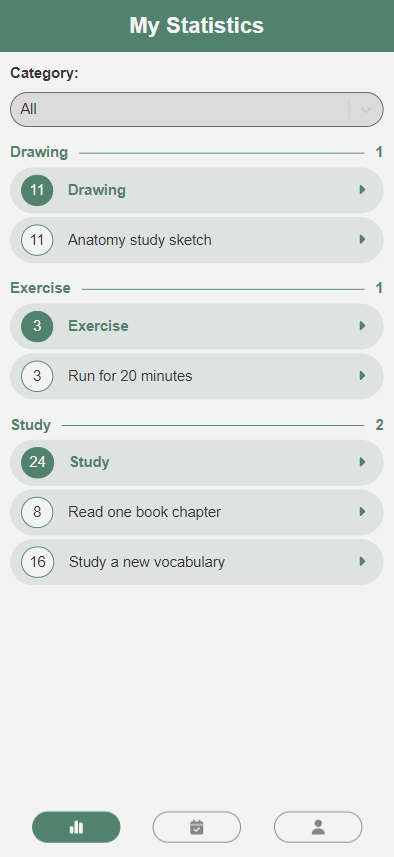 My Statistics
Category:
All
Drawing 1
11 Drawing
11 Anatomy study sketch
Exercise 1
3 Exercise
3 Run for 20 minutes
Study 2
24 Study
8 Read one book chapter
16 Study a new vocabulary